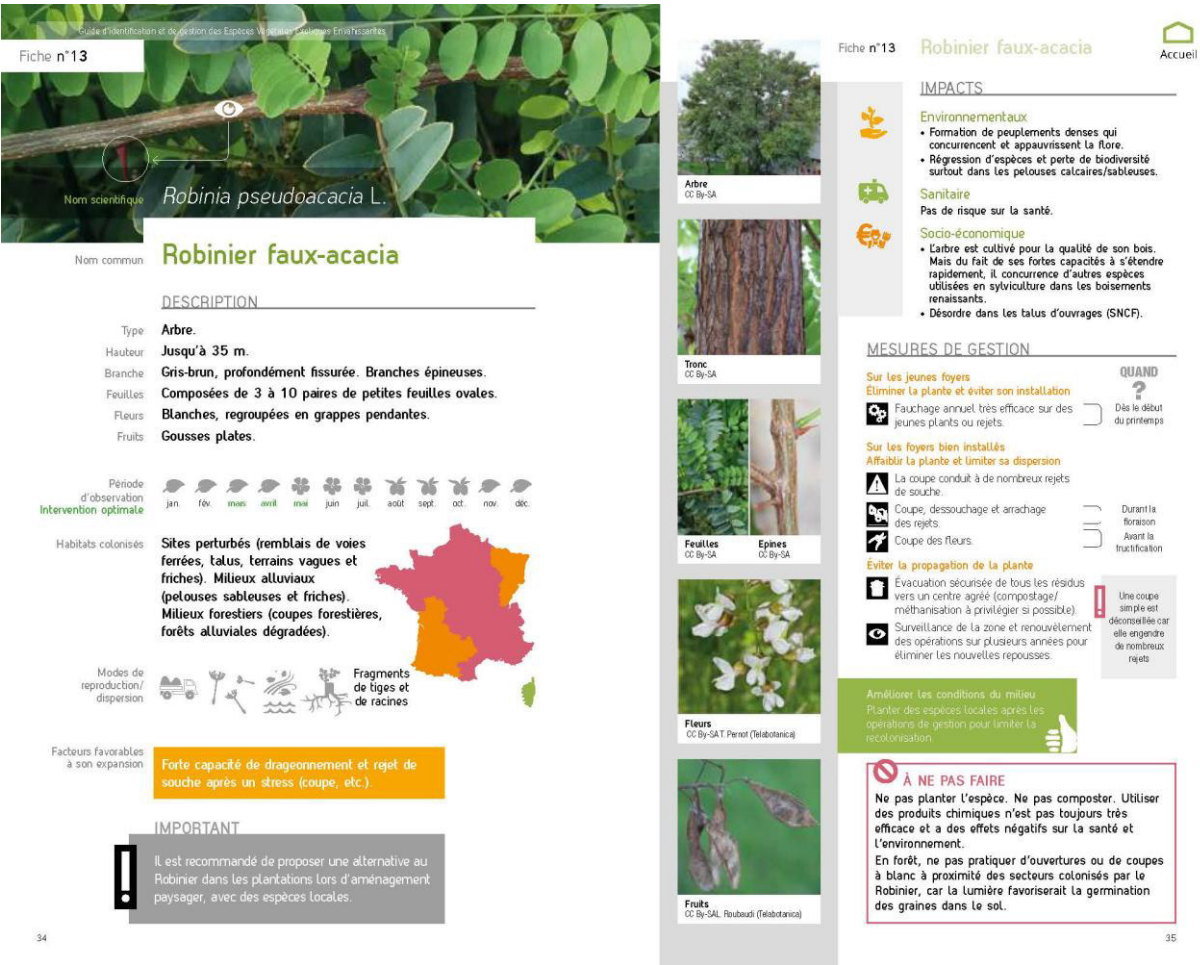 Guide d'identification et de gestion des Espèces Végétales Exotiques Envahissantes
Fiche n°13
Nom scientifique
Robinia pseudoacacia L.
Nom commun
Robinier faux-acacia
DESCRIPTION
Type Arbre.
Hauteur Jusqu'à 35 m.
Branche Gris-brun, profondément fissurée. Branches épineuses.
Feuilles Composées de 3 à 10 paires de petites feuilles ovales.
Fleurs Blanches, regroupées en grappes pendantes.
Fruits Gousses plates.
Période
d'observation
Intervention optimale
jan. fév. mars avril mai juin juil. août sept. oct. nov. déc.
Habitats colonisés
Sites perturbés (remblais de voies
ferrées, talus, terrains vagues et
friches). Milieux alluviaux
(pelouses sableuses et friches).
Milieux forestiers (coupes forestières,
forêts alluviales dégradées).
Modes de
reproduction/
dispersion
Fragments
de tiges et
de racines
Facteurs favorables
à son expansion
Forte capacité de drageonnement et rejet de
souche après un stress (coupe, etc.).
IMPORTANT
Il est recommandé de proposer une alternative au
Robinier dans les plantations lors d'aménagement
paysager, avec des espèces locales.
34
Arbre
CC By-SA
Tronc
CC By-SA
Feuilles
CC By-SA
Epines
CC By-SA
Fleurs
CC By-SA T. Pernot (Telabotanica)
Fruits
CC By-SA L. Roubaudi (Telabotanica)
Fiche n°13
Robinier faux-acacia
Accueil
IMPACTS
Environnementaux
• Formation de peuplements denses qui
concurrencent et appauvrissent la flore.
• Régression d'espèces et perte de biodiversité
surtout dans les pelouses calcaires/sableuses.
Sanitaire
Pas de risque sur la santé.
Socio-économique
• L'arbre est cultivé pour la qualité de son bois.
Mais du fait de ses fortes capacités à s'étendre
rapidement, il concurrence d'autres espèces
utilisées en sylviculture dans les boisements
renaissants.
• Désordre dans les talus d'ouvrages (SNCF).
MESURES DE GESTION
QUAND
?
Sur les jeunes foyers
Éliminer la plante et éviter son installation
Fauchage annuel très efficace sur des
jeunes plants ou rejets.
Dès le début
du printemps
Sur les foyers bien installés
Affaiblir la plante et limiter sa dispersion
La coupe conduit à de nombreux rejets
de souche.
Coupe, dessouchage et arrachage
des rejets.
Durant la
floraison
Coupe des fleurs.
Avant la
fructification
Éviter la propagation de la plante
Évacuation sécurisée de tous les résidus
vers un centre agréé (compostage/
méthanisation à privilégier si possible).
Surveillance de la zone et renouvèlement
des opérations sur plusieurs années pour
éliminer les nouvelles repousses.
Une coupe
simple est
déconseillée car
elle engendre
de nombreux
rejets
Améliorer les conditions du milieu
Planter des espèces locales après les
opérations de gestion pour limiter la
recolonisation.
À NE PAS FAIRE
Ne pas planter l'espèce. Ne pas composter. Utiliser
des produits chimiques n'est pas toujours très
efficace et a des effets négatifs sur la santé et
l'environnement.
En forêt, ne pas pratiquer d'ouvertures ou de coupes
à blanc à proximité des secteurs colonisés par le
Robinier, car la lumière favoriserait la germination
des graines dans le sol.
35